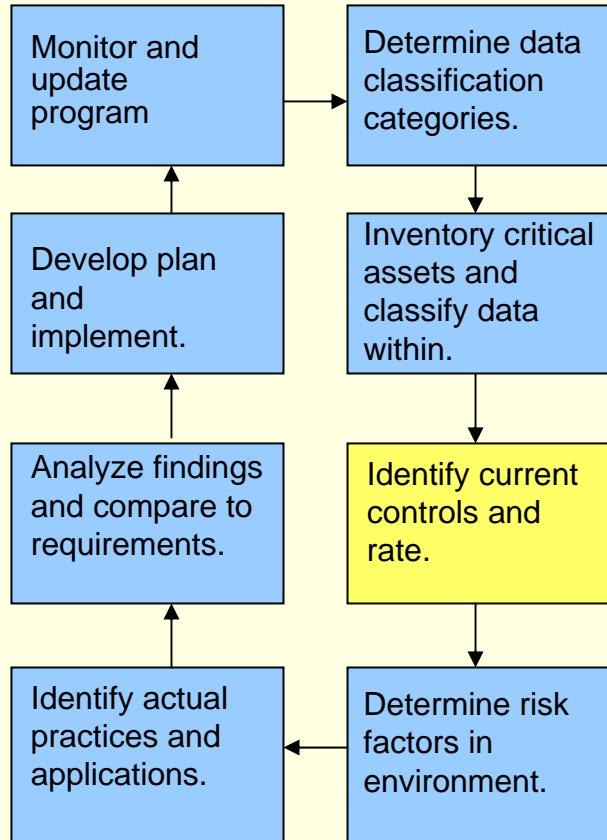 Monitor and
update
program
Determine data
classification
categories.
Develop plan
and
implement.
Inventory critical
assets and
classify data
within.
Analyze findings
and compare to
requirements.
Identify current
controls and
rate.
Identify actual
practices and
applications.
Determine risk
factors in
environment.